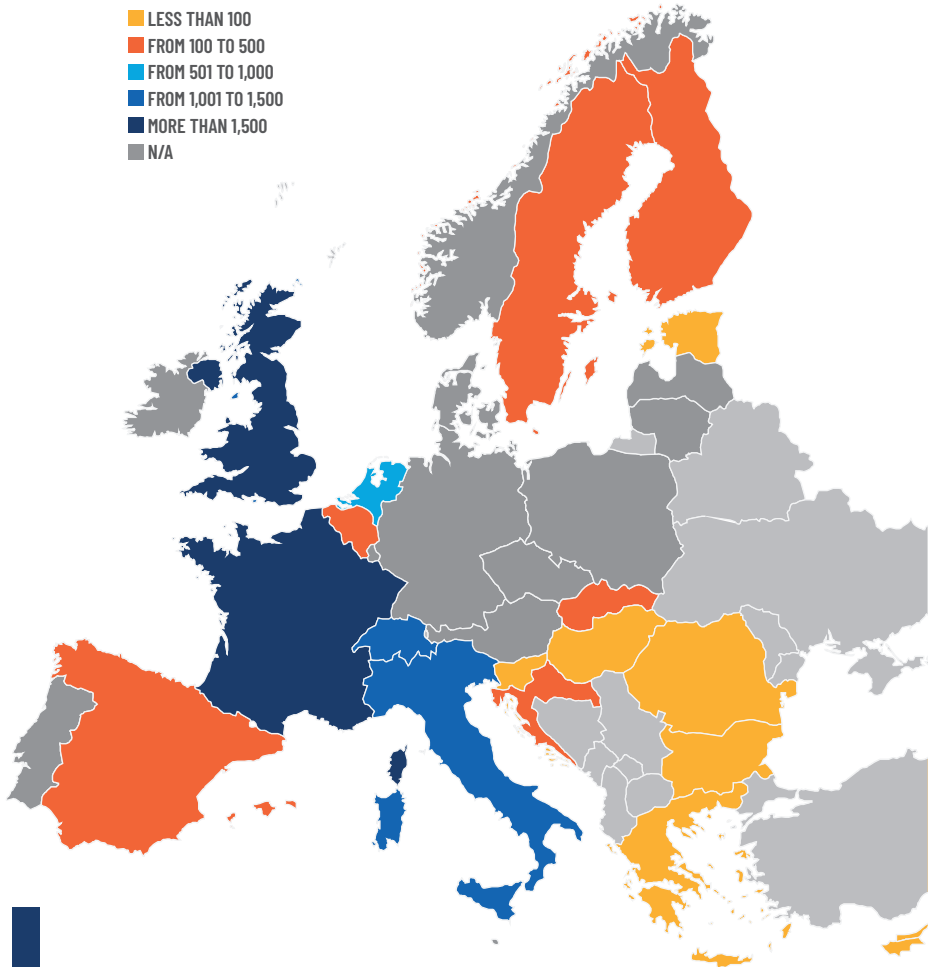 LESS THAN 100
FROM 100 TO 500
FROM 501 TO 1,000
FROM 1,001 TO 1,500
MORE THAN 1,500
N/A